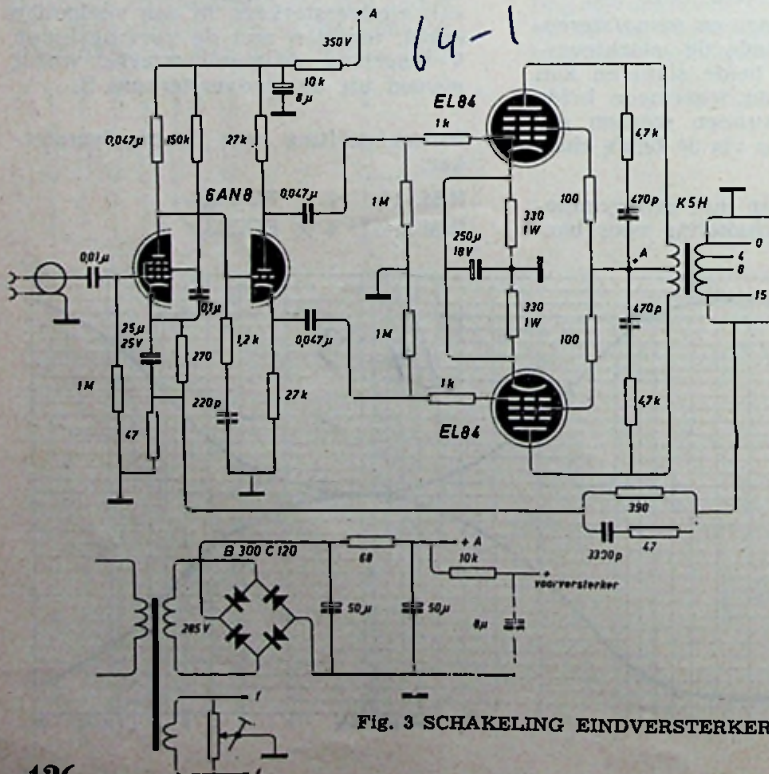 + A
64-1
350V
10k
8µ
EL84
0,047µ
150k
27k
1k
4,7k
6AN8
0,047µ
1M
330
1W
100
470p
K5H
0,01µ
250µ
18V
+ A
0
4
8
15
0,1µ
25µ
25V
270
1,2k
0,047µ
1M
330
1W
100
470p
1M
47
220p
27k
1k
4,7k
EL84
390
3300p
47
B 300 C 120
68
+ A
10k
+
voorversterker
285V
50µ
50µ
8µ
f
f
Fig. 3 SCHAKELING EINDVERSTERKER
126